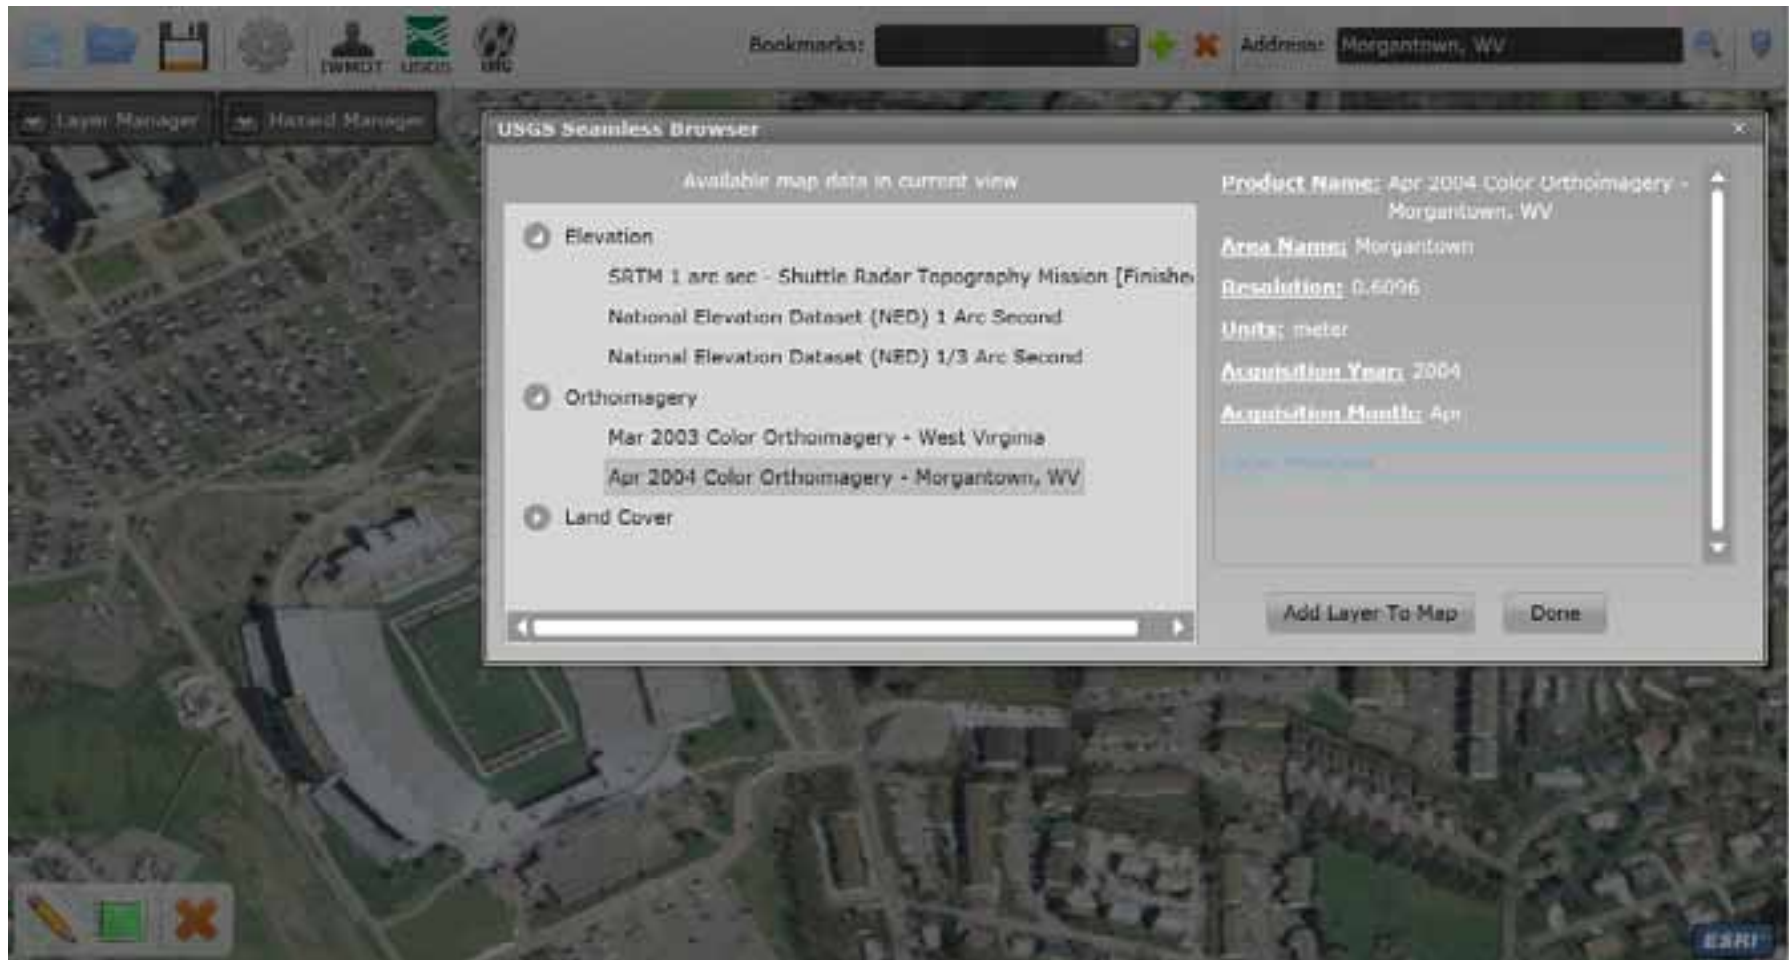 Bookmarks:
Address: Morgantown, WV
USGS
Layer Manager
Hazard Manager
USGS Seamless Browser
Available map data in current view
Elevation
SRTM 1 arc sec - Shuttle Radar Topography Mission [Finishe
National Elevation Dataset (NED) 1 Arc Second
National Elevation Dataset (NED) 1/3 Arc Second
Orthoimagery
Mar 2003 Color Orthoimagery - West Virginia
Apr 2004 Color Orthoimagery - Morgantown, WV
Land Cover
Product Name: Apr 2004 Color Orthoimagery -
Morgantown, WV
Area Name: Morgantown
Resolution: 0.6096
Units: meter
Acquisition Year: 2004
Acquisition Month: Apr
Add Layer To Map
Done
ESRI